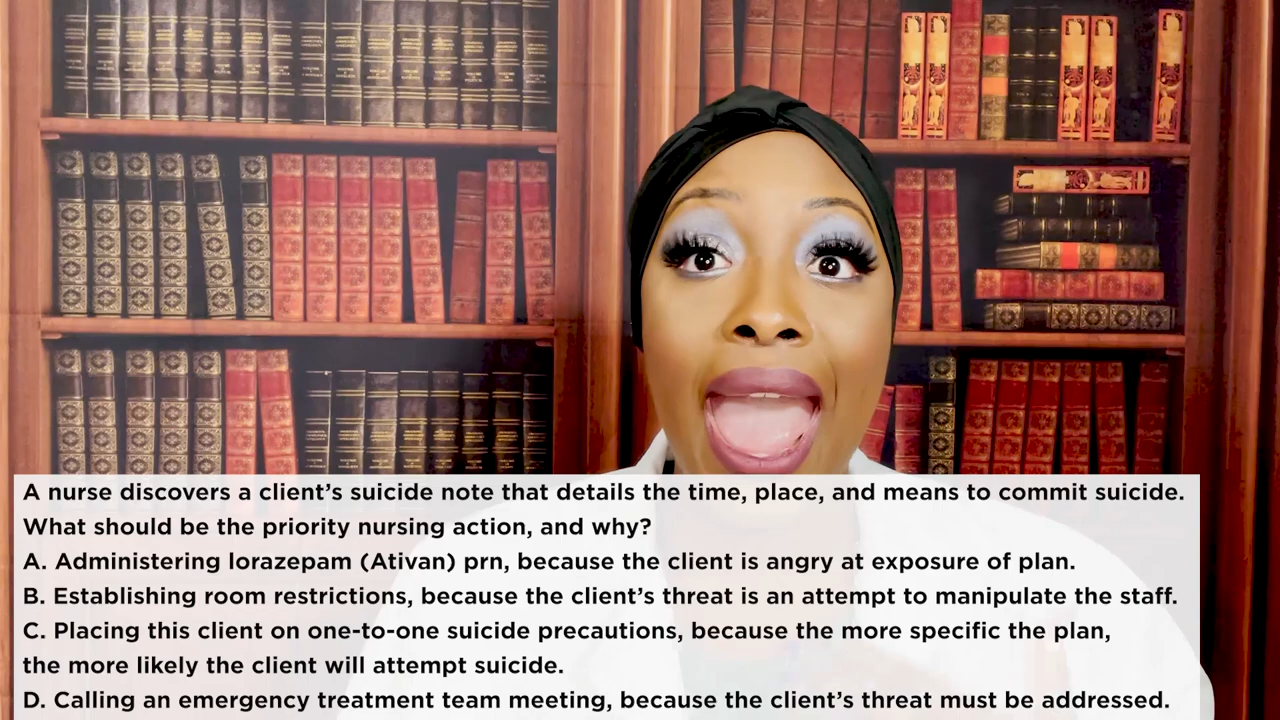 A nurse discovers a client’s suicide note that details the time, place, and means to commit suicide.
What should be the priority nursing action, and why?
A. Administering lorazepam (Ativan) prn, because the client is angry at exposure of plan.
B. Establishing room restrictions, because the client’s threat is an attempt to manipulate the staff.
C. Placing this client on one-to-one suicide precautions, because the more specific the plan,
the more likely the client will attempt suicide.
D. Calling an emergency treatment team meeting, because the client’s threat must be addressed.